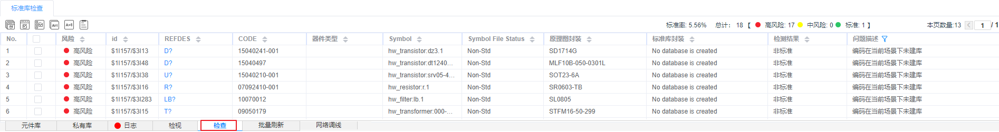 标准库检查
标准率: 5.56% 总计： 18 【 高风险: 17 中风险: 0 标准: 1 】 本页数量:13 1 / 1
No. 风险 id REFDES CODE 器件类型 Symbol Symbol File Status 原理图封装 标准库封装 检测结果 问题描述
1 高风险 $1I157/$3I13 D? 15040241-001 hw_transistor:dz3.1 Non-Std SD1714G No database is created 非标准 编码在当前场景下未建库
2 高风险 $1I157/$3I48 D? 15040497 hw_transistor:dt1240... Non-Std MLF10B-050-0301L No database is created 非标准 编码在当前场景下未建库
3 高风险 $1I157/$3I38 U? 15040210-001 hw_transistor:srv05-4... Non-Std SOT23-6A No database is created 非标准 编码在当前场景下未建库
4 高风险 $1I157/$3I16 R? 07092410-001 hw_resistor:r.1 Non-Std SR0603-TB No database is created 非标准 编码在当前场景下未建库
5 高风险 $1I157/$3I283 LB? 10070012 hw_filter:lb.1 Non-Std SL0805 No database is created 非标准 编码在当前场景下未建库
6 高风险 $1I157/$3I15 T? 09050179 hw_transformer:000-... Non-Std STFM16-50-299 No database is created 非标准 编码在当前场景下未建库
元件库 私有库 日志 检视 检查 批量刷新 网络调线